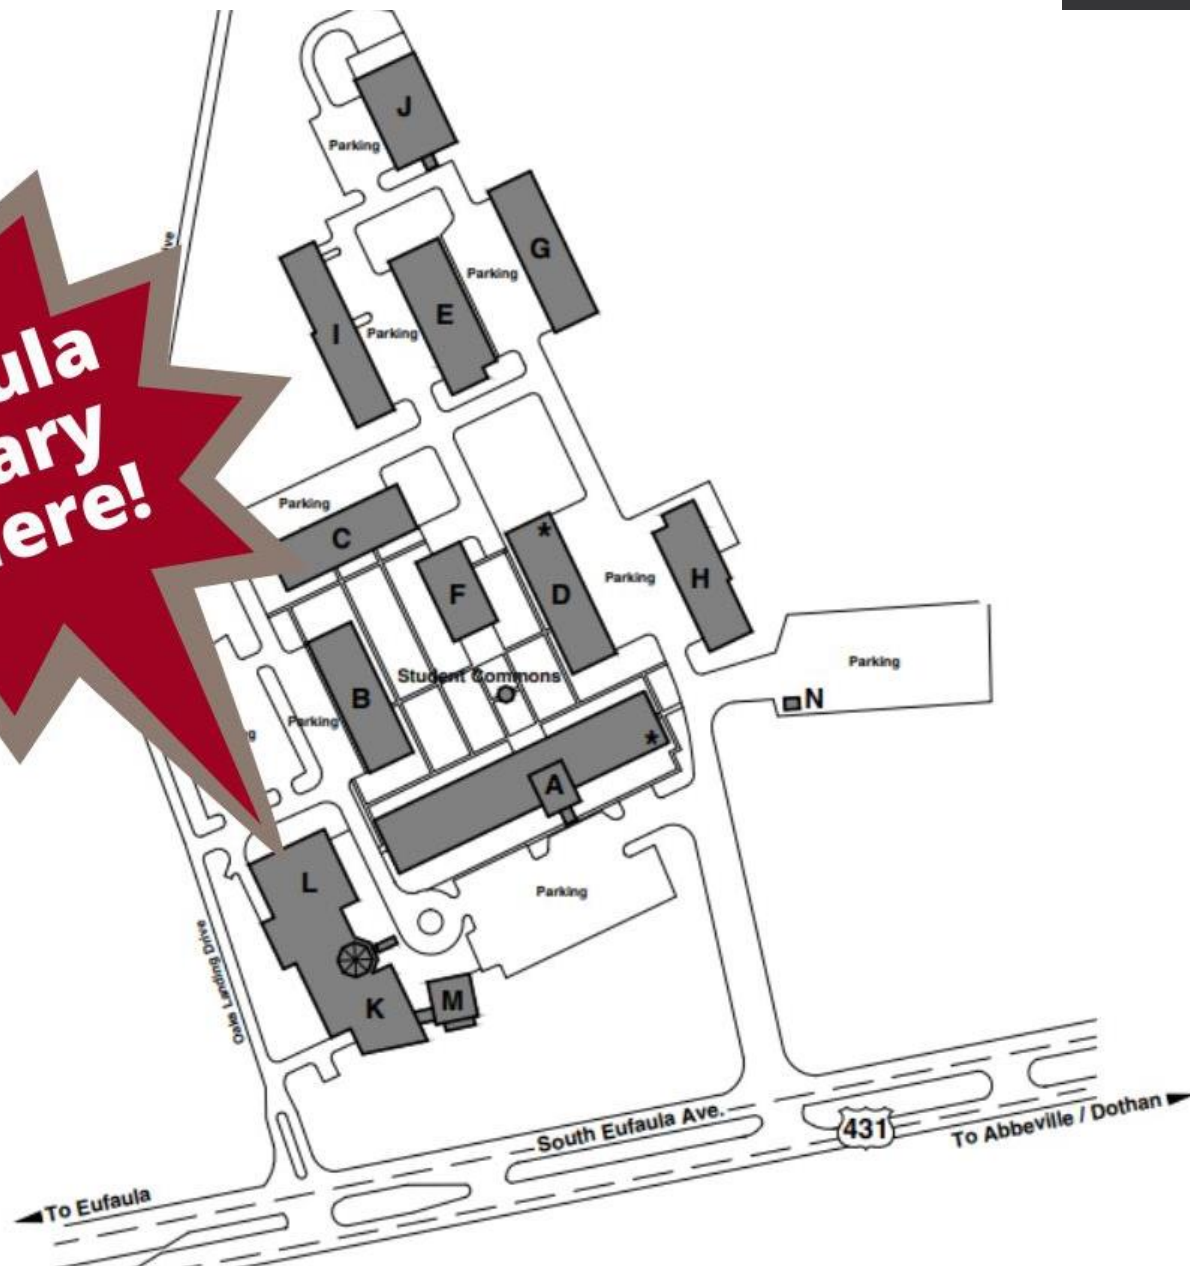 J
Parking
G
Parking
E
I
Parking
ula
ary
ere!
Parking
C
*
F
D
Parking
H
Student Commons
Parking
B
Parking
N
*
A
L
Parking
Oake Landing Drive
K
M
South Eufaula Ave.
431
To Abbeville / Dothan
To Eufaula